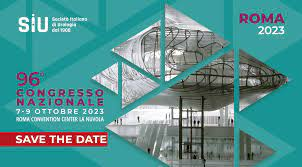 SIU
Società Italiana
di Urologia
dal 1908
ROMA
2023
96°
CONGRESSO
NAZIONALE
7-9 OTTOBRE 2023
ROMA CONVENTION CENTER LA NUVOLA
SAVE THE DATE